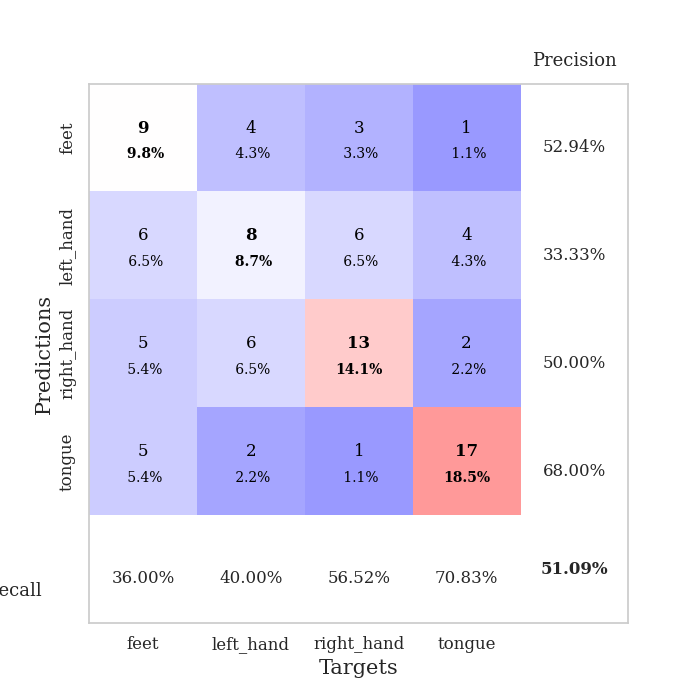 Precision
feet 9 4 3 1 52.94%
9.8% 4.3% 3.3% 1.1%
left_hand 6 8 6 4 33.33%
6.5% 8.7% 6.5% 4.3%
Predictions
right_hand 5 6 13 2 50.00%
5.4% 6.5% 14.1% 2.2%
tongue 5 2 1 17 68.00%
5.4% 2.2% 1.1% 18.5%
ecall 36.00% 40.00% 56.52% 70.83% 51.09%
feet left_hand right_hand tongue
Targets